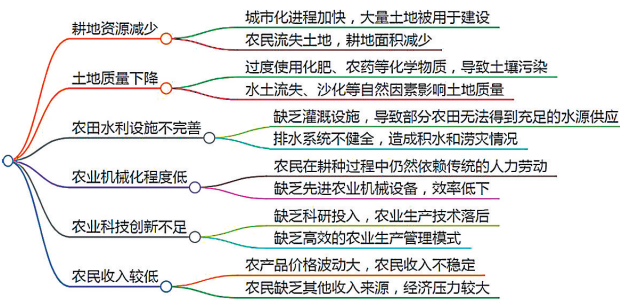 耕地资源减少
城市化进程加快，大量土地被用于建设
农民流失土地，耕地面积减少
土地质量下降
过度使用化肥、农药等化学物质，导致土壤污染
水土流失、沙化等自然因素影响土地质量
农田水利设施不完善
缺乏灌溉设施，导致部分农田无法得到充足的水源供应
排水系统不健全，造成积水和涝灾情况
农业机械化程度低
农民在耕种过程中仍然依赖传统的人力劳动
缺乏先进农业机械设备，效率低下
农业科技创新不足
缺乏科研投入，农业生产技术落后
缺乏高效的农业生产管理模式
农民收入较低
农产品价格波动大，农民收入不稳定
农民缺乏其他收入来源，经济压力较大